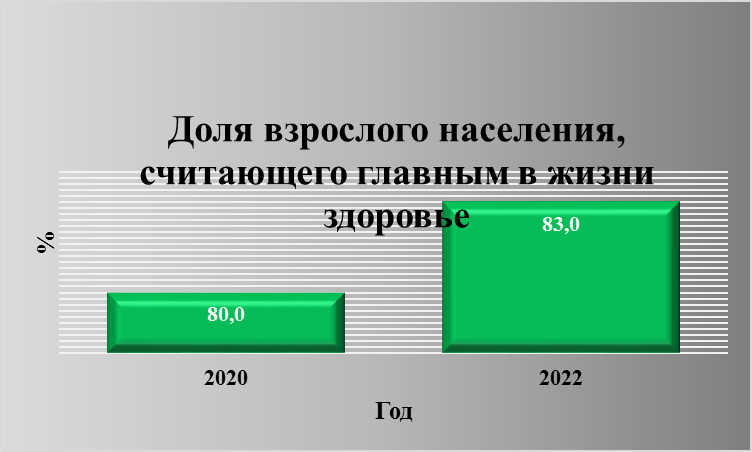 Доля взрослого населения,
считающего главным в жизни
здоровье
%
83,0
80,0
2020
2022
Год